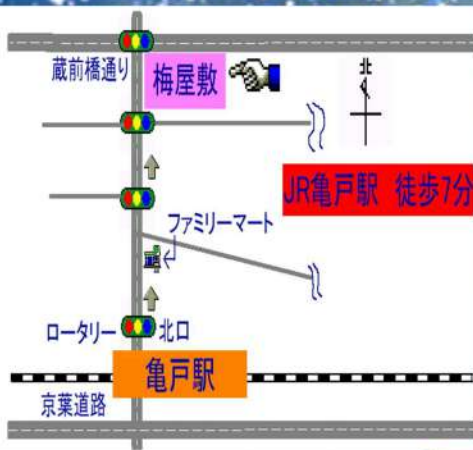 蔵前橋通り
梅屋敷
北
JR亀戸駅 徒歩7分
ファミリーマート
ロータリー
北口
亀戸駅
京葉道路